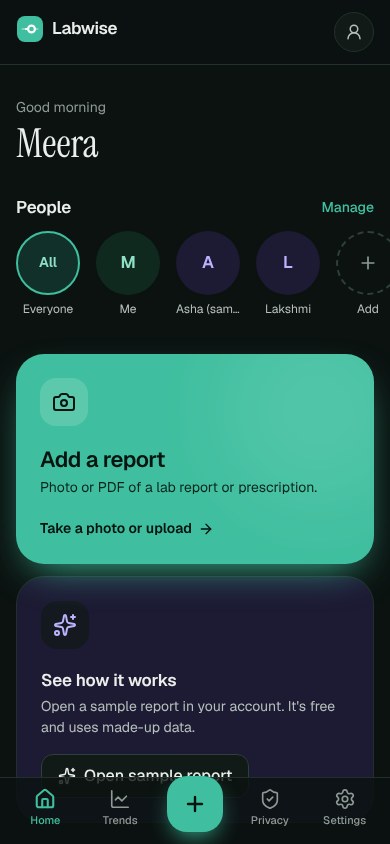 Labwise
Good morning
Meera
People
Manage
All
M
A
L
Everyone
Me
Asha (sam...
Lakshmi
Add
Add a report
Photo or PDF of a lab report or prescription.
Take a photo or upload →
See how it works
Open a sample report in your account. It's free
and uses made-up data.
Open sample report
Home
Trends
Privacy
Settings